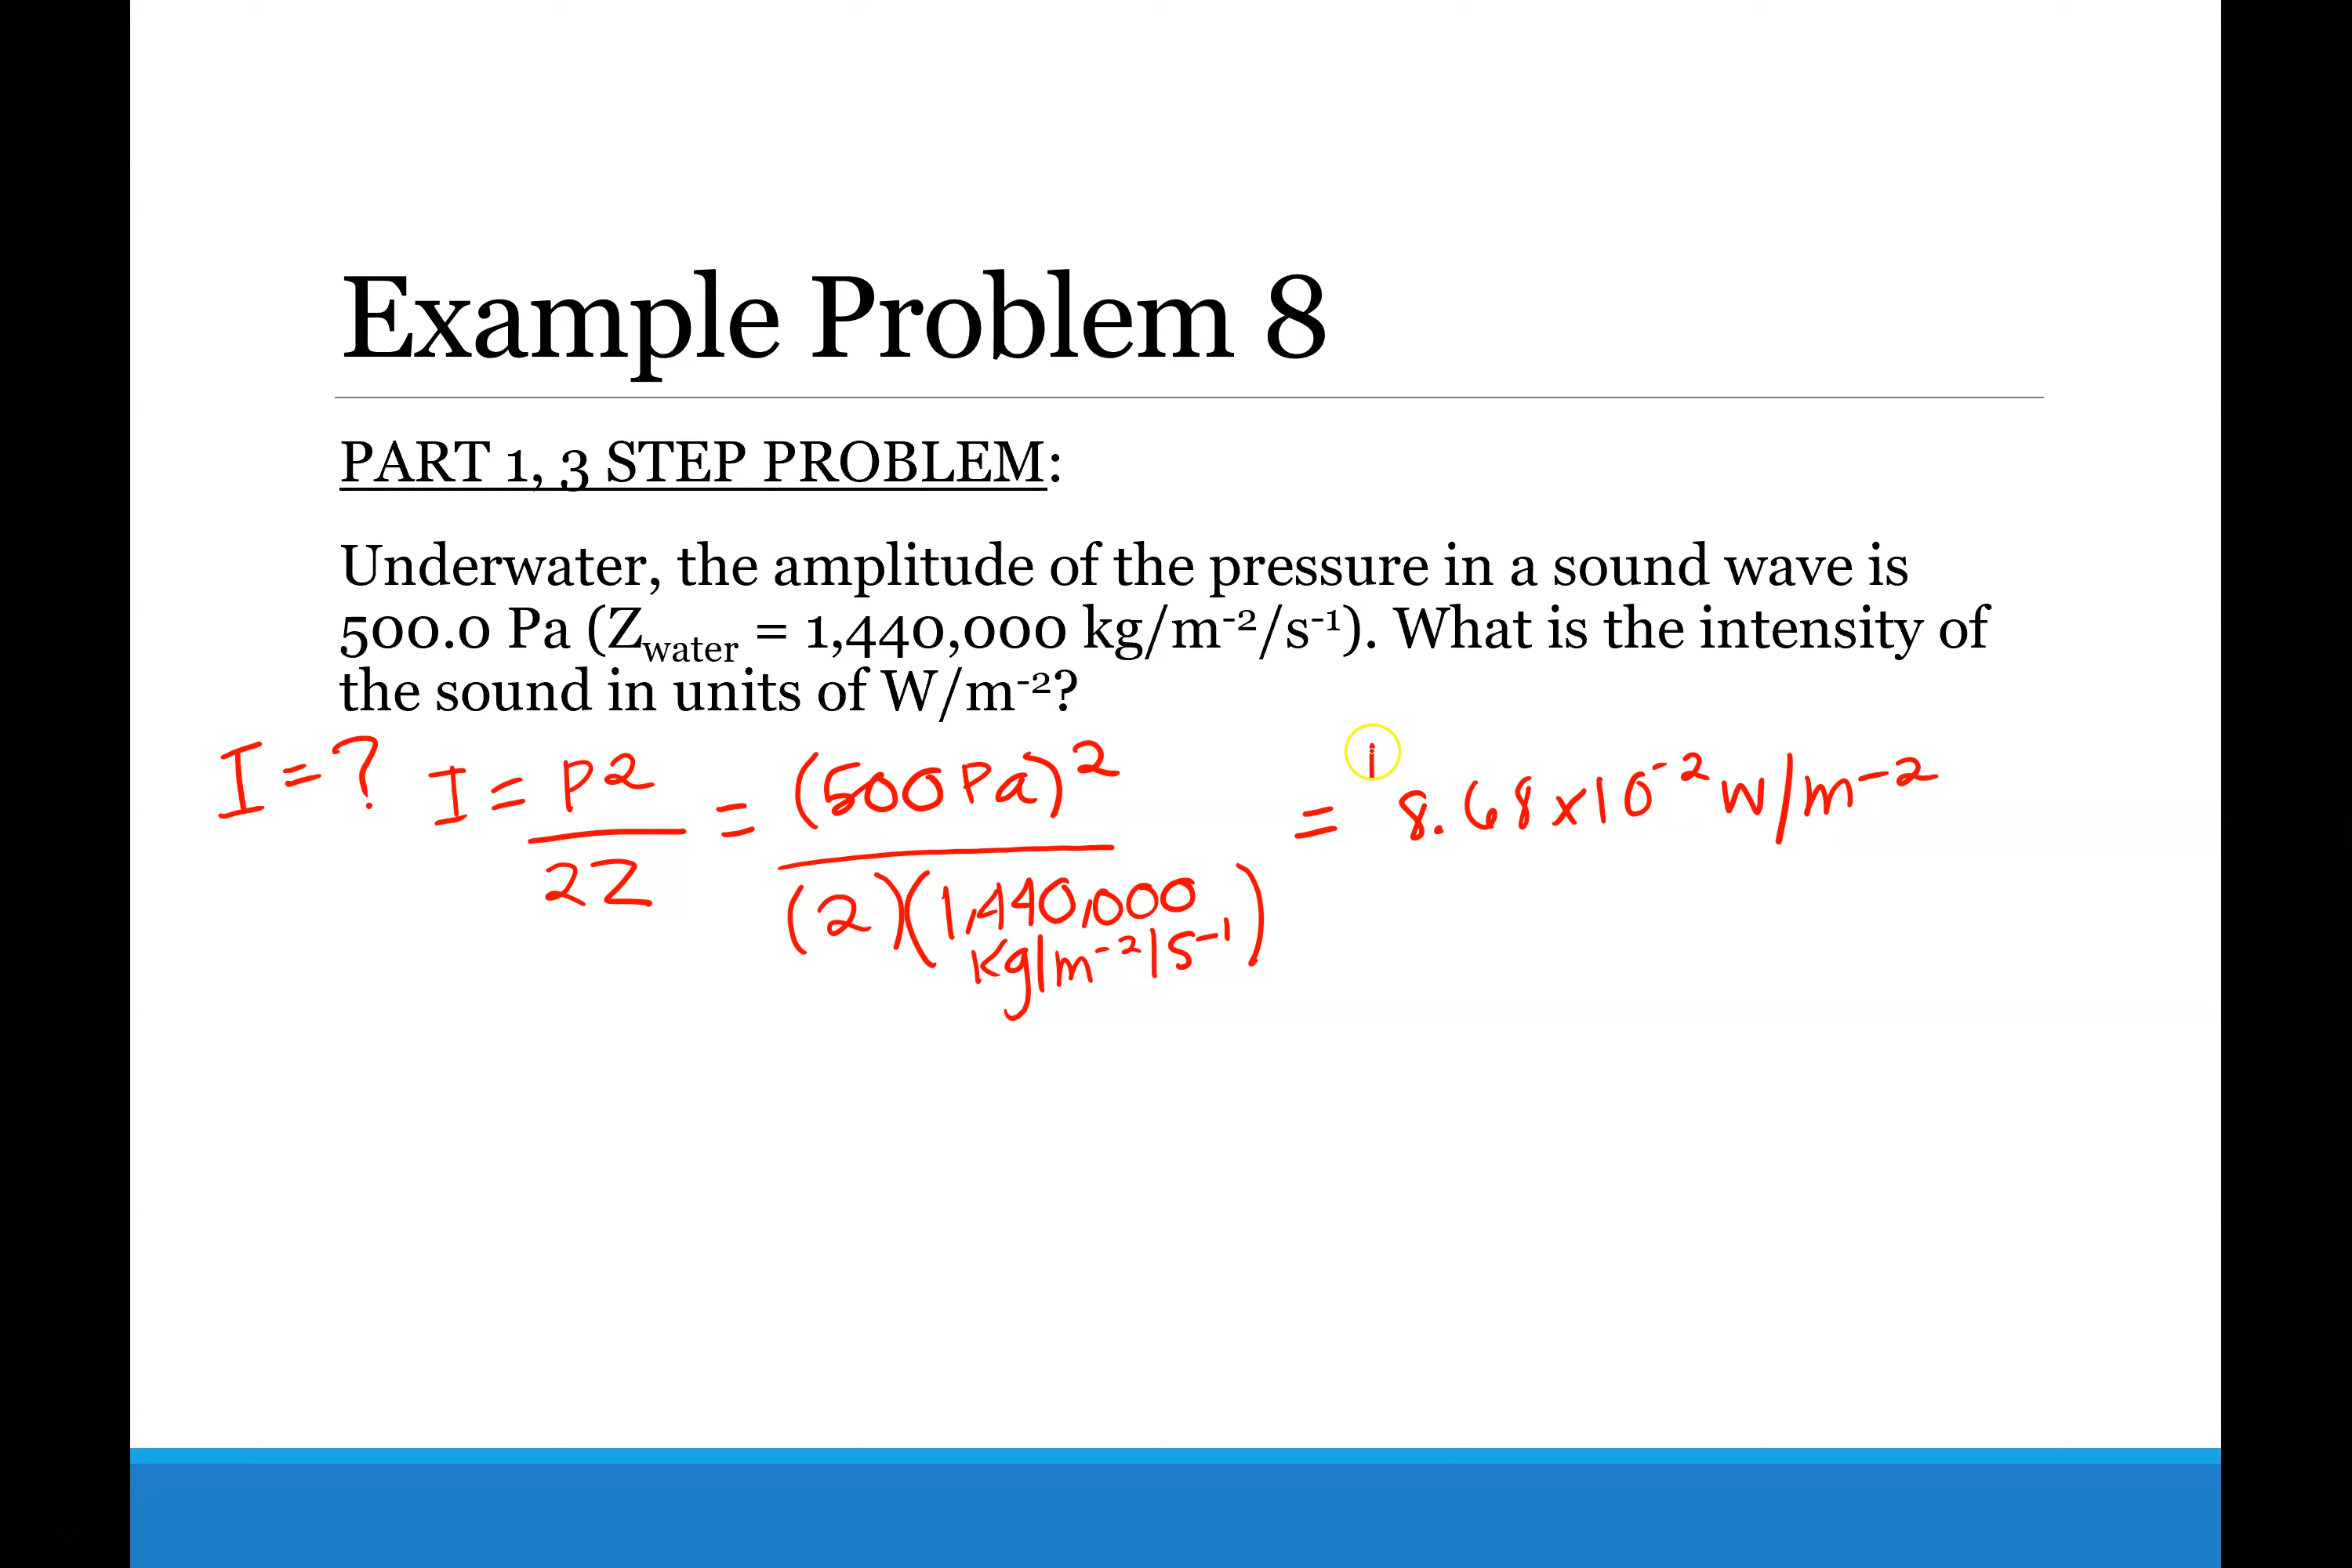 Example Problem 8
PART 1, 3 STEP PROBLEM:
Underwater, the amplitude of the pressure in a sound wave is
500.0 Pa (Zwater = 1,440,000 kg/m⁻²/s⁻¹). What is the intensity of
the sound in units of W/m⁻²?
I = ? I = P² / 2Z = (500Pa)² / (2)(1,440,000 kg/m⁻²/s⁻¹) = 8.68x10⁻² W/m⁻²